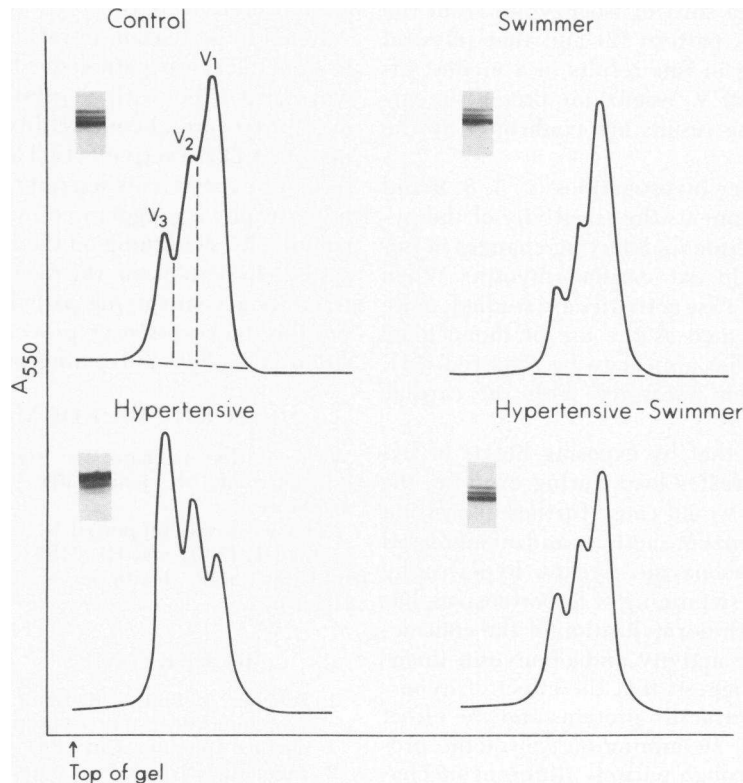 Control
Swimmer
V1
V2
V3
A550
Hypertensive
Hypertensive-Swimmer
↑
Top of gel